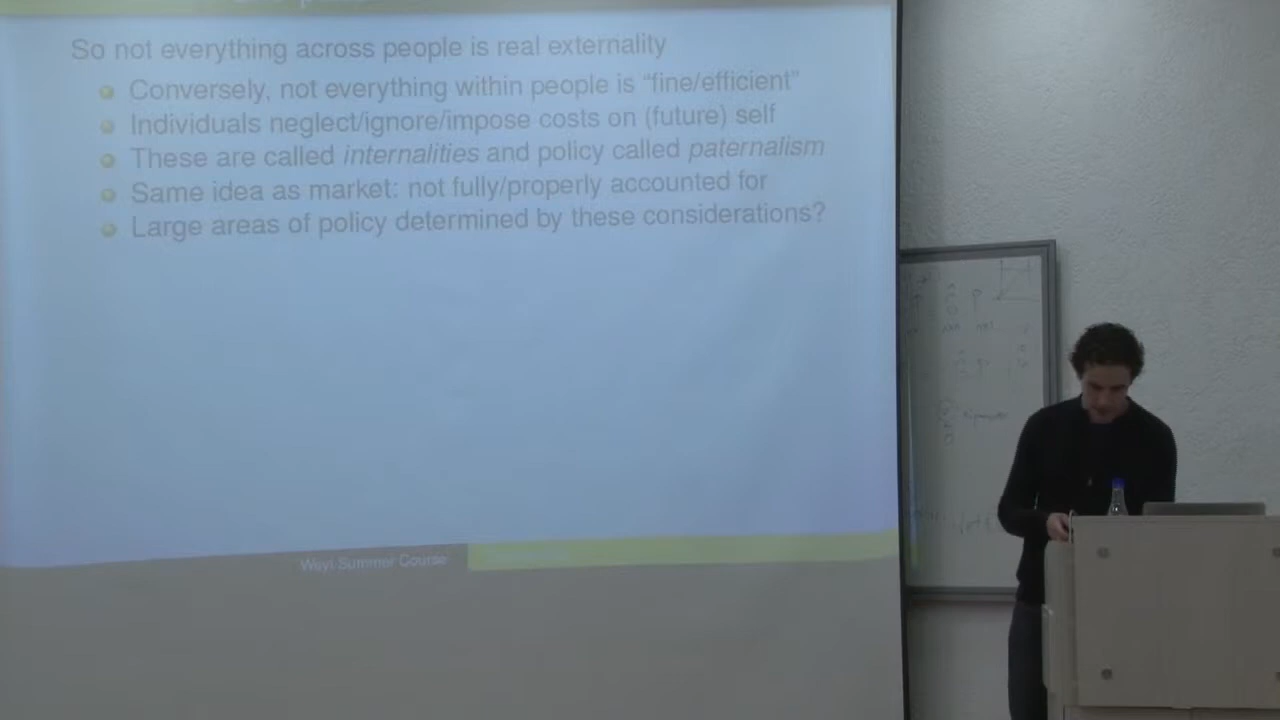 So not everything across people is real externality
Conversely, not everything within people is “fine/efficient”
Individuals neglect/ignore/impose costs on (future) self
These are called internalities and policy called paternalism
Same idea as market: not fully/properly accounted for
Large areas of policy determined by these considerations?
Weyl Summer Course